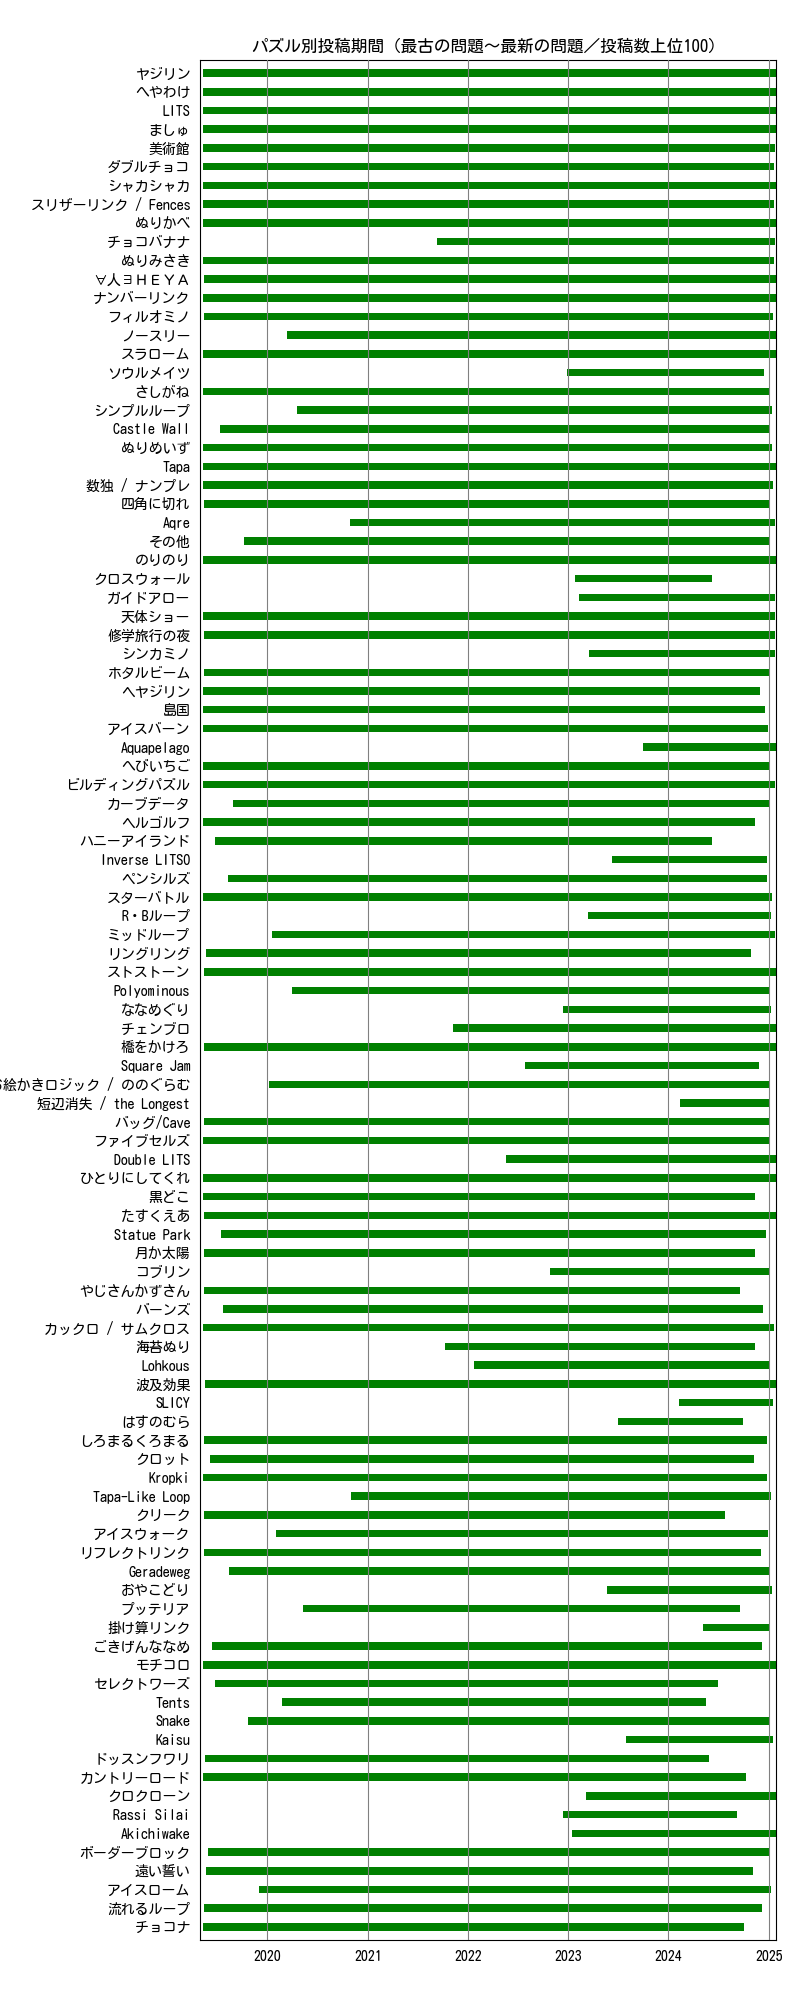 パズル別投稿期間（最古の問題～最新の問題／投稿数上位100）
ヤジリン
へやわけ
LITS
ましゅ
美術館
ダブルチョコ
シャカシャカ
スリザーリンク / Fences
ぬりかべ
チョコバナナ
ぬりみさき
∀人∃ＨＥＹＡ
ナンバーリンク
フィルオミノ
ノースリー
スラローム
ソウルメイツ
さしがね
シンプルループ
Castle Wall
ぬりめいず
Tapa
数独 / ナンプレ
四角に切れ
Aqre
その他
のりのり
クロスウォール
ガイドアロー
天体ショー
修学旅行の夜
シンカミノ
ホタルビーム
ヘヤジリン
島国
アイスバーン
Aquapelago
へびいちご
ビルディングパズル
カーブデータ
ヘルゴルフ
ハニーアイランド
Inverse LITSO
ペンシルズ
スターバトル
R・Bループ
ミッドループ
リングリング
ストストーン
Polyominous
ななめぐり
チェンブロ
橋をかけろ
Square Jam
絵かきロジック / ののぐらむ
短辺消失 / the Longest
バッグ/Cave
ファイブセルズ
Double LITS
ひとりにしてくれ
黒どこ
たすくえあ
Statue Park
月か太陽
コブリン
やじさんかずさん
バーンズ
カックロ / サムクロス
海苔ぬり
Lohkous
波及効果
SLICY
はすのむら
しろまるくろまる
クロット
Kropki
Tapa-Like Loop
クリーク
アイスウォーク
リフレクトリンク
Geradeweg
おやこどり
プッテリア
掛け算リンク
ごきげんななめ
モチコロ
セレクトワーズ
Tents
Snake
Kaisu
ドッスンフワリ
カントリーロード
クロクローン
Rassi Silai
Akichiwake
ボーダーブロック
遠い誓い
アイスローム
流れるループ
チョコナ
2020 2021 2022 2023 2024 2025